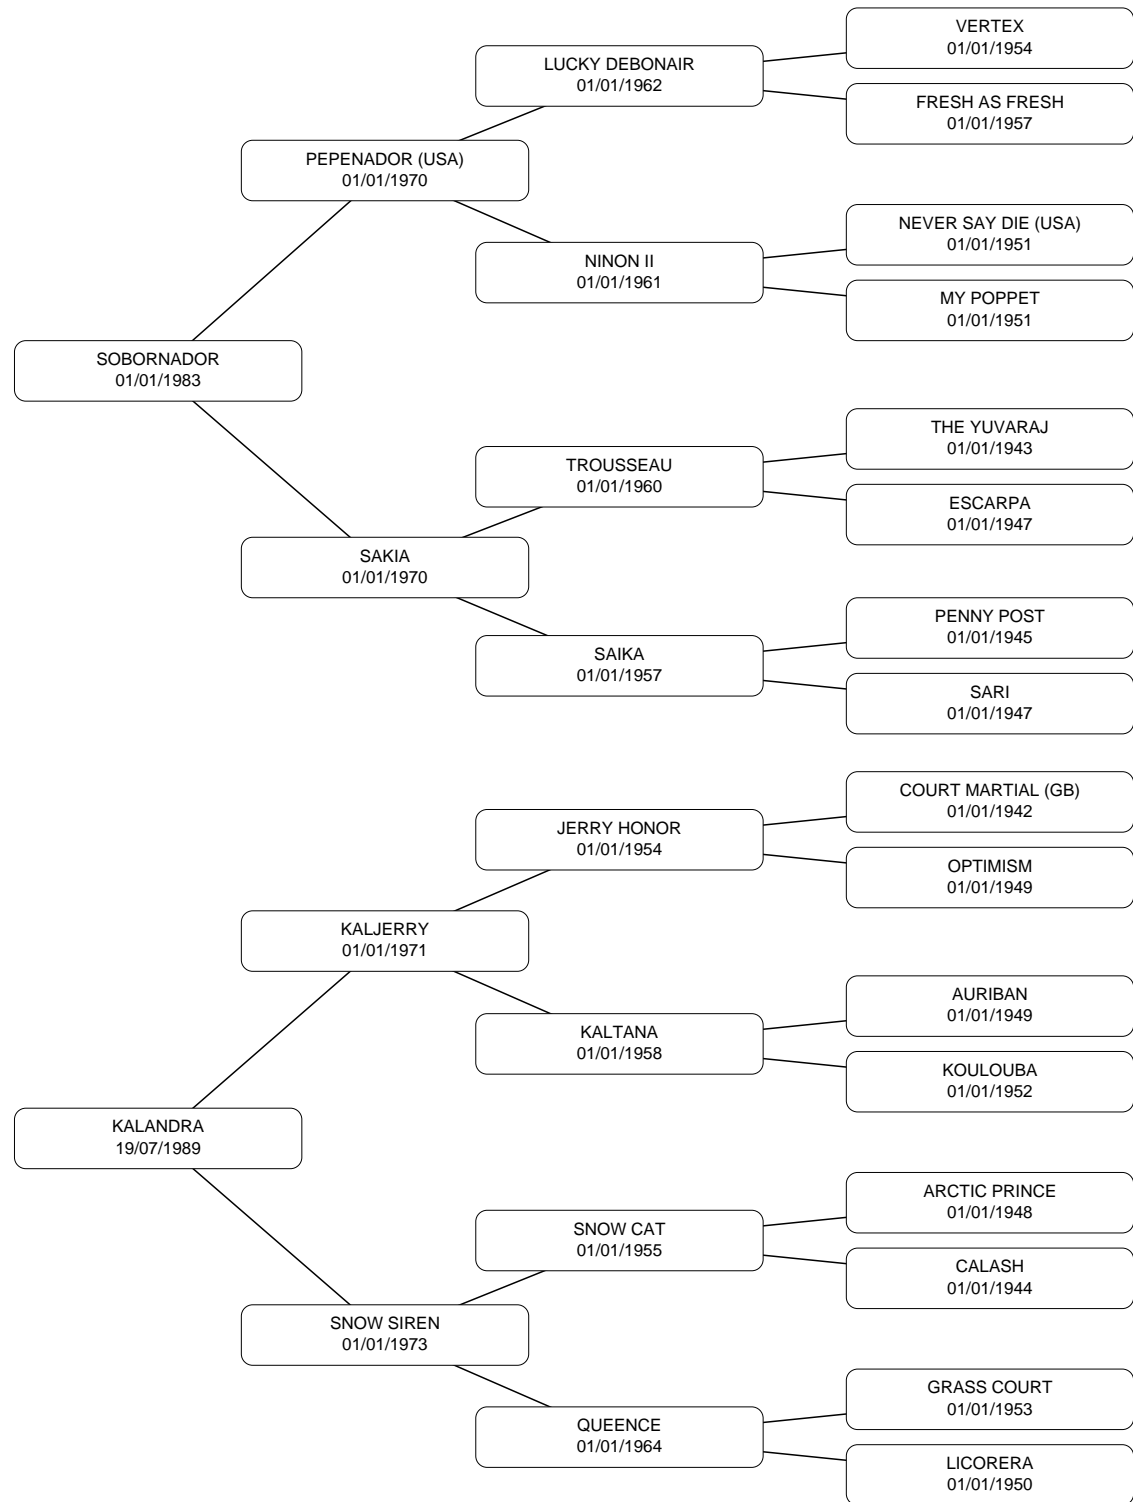 VERTEX
01/01/1954
LUCKY DEBONAIR
01/01/1962
FRESH AS FRESH
01/01/1957
PEPENADOR (USA)
01/01/1970
NEVER SAY DIE (USA)
01/01/1951
NINON II
01/01/1961
MY POPPET
01/01/1951
SOBORNADOR
01/01/1983
THE YUVARAJ
01/01/1943
TROUSSEAU
01/01/1960
ESCARPA
01/01/1947
SAKIA
01/01/1970
PENNY POST
01/01/1945
SAIKA
01/01/1957
SARI
01/01/1947
COURT MARTIAL (GB)
01/01/1942
JERRY HONOR
01/01/1954
OPTIMISM
01/01/1949
KALJERRY
01/01/1971
AURIBAN
01/01/1949
KALTANA
01/01/1958
KOULOUBA
01/01/1952
KALANDRA
19/07/1989
ARCTIC PRINCE
01/01/1948
SNOW CAT
01/01/1955
CALASH
01/01/1944
SNOW SIREN
01/01/1973
GRASS COURT
01/01/1953
QUEENCE
01/01/1964
LICORERA
01/01/1950